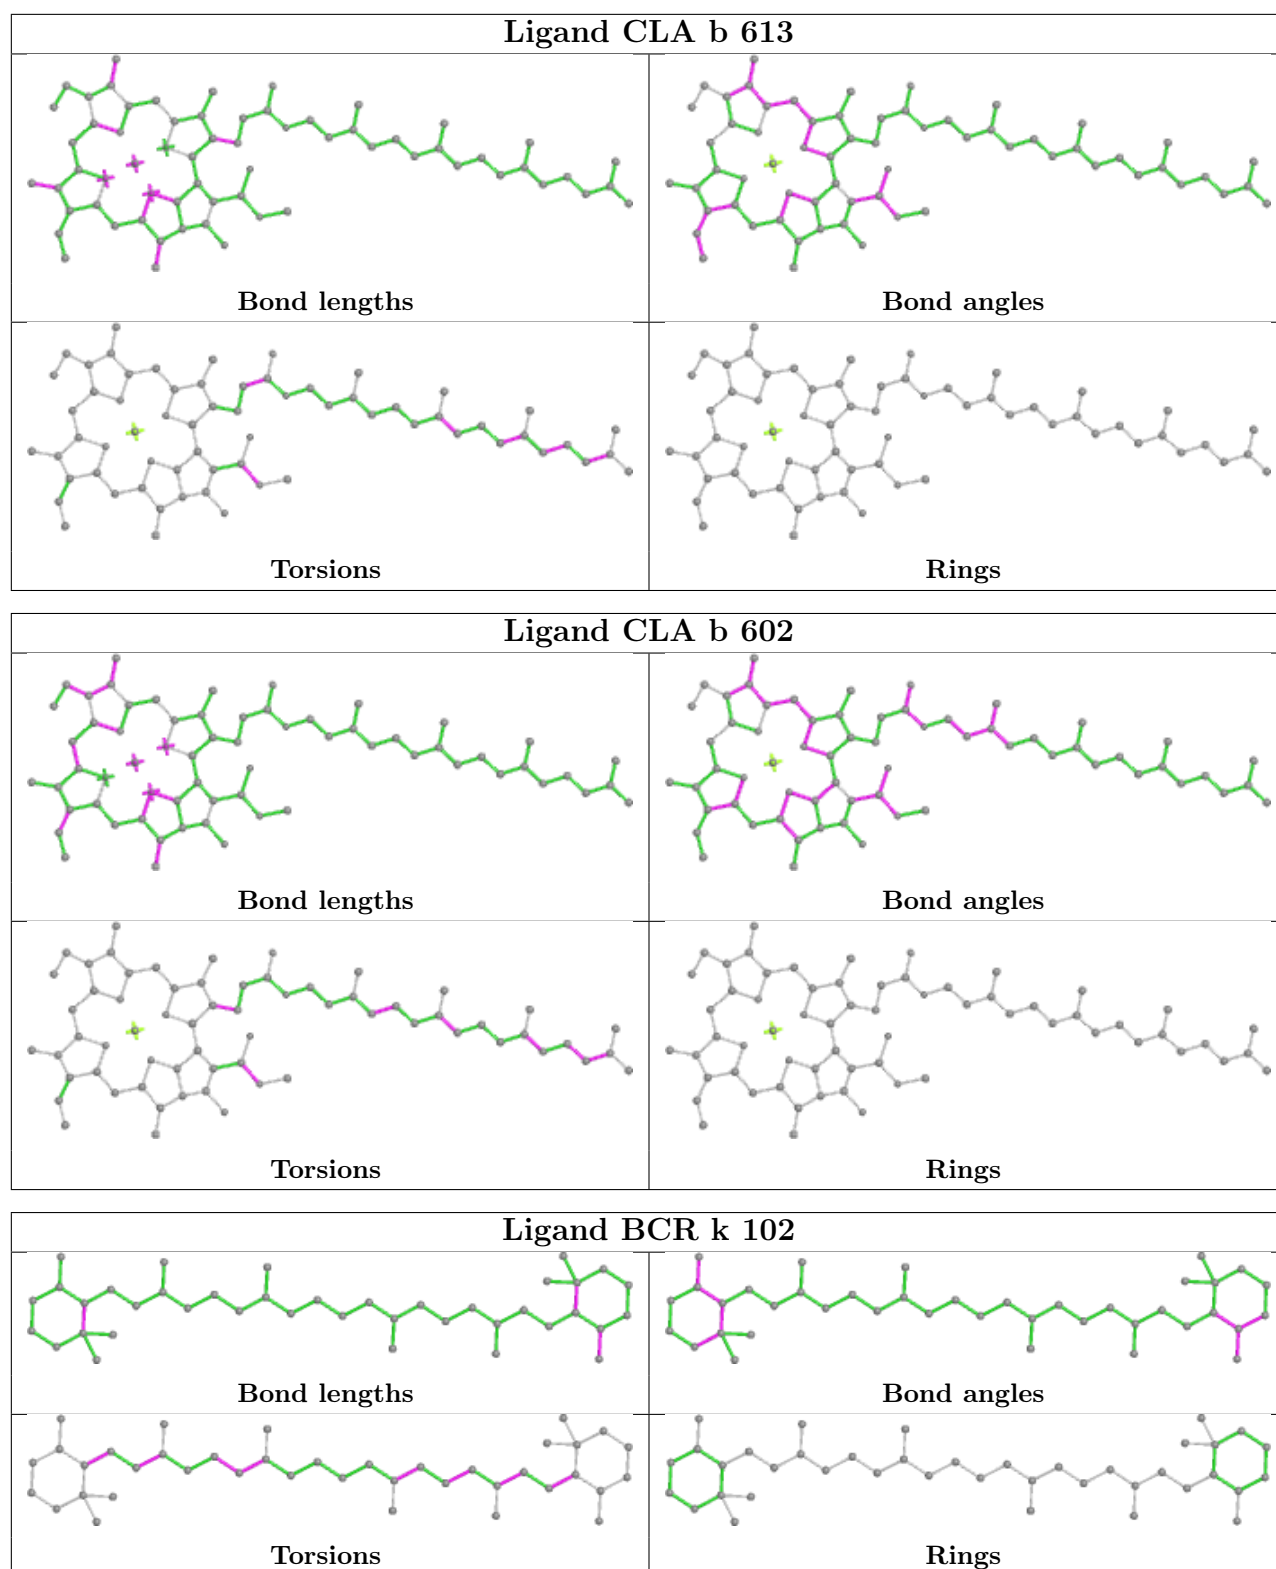 Ligand CLA b 613
Bond lengths
Bond angles
Torsions
Rings
Ligand CLA b 602
Bond lengths
Bond angles
Torsions
Rings
Ligand BCR k 102
Bond lengths
Bond angles
Torsions
Rings